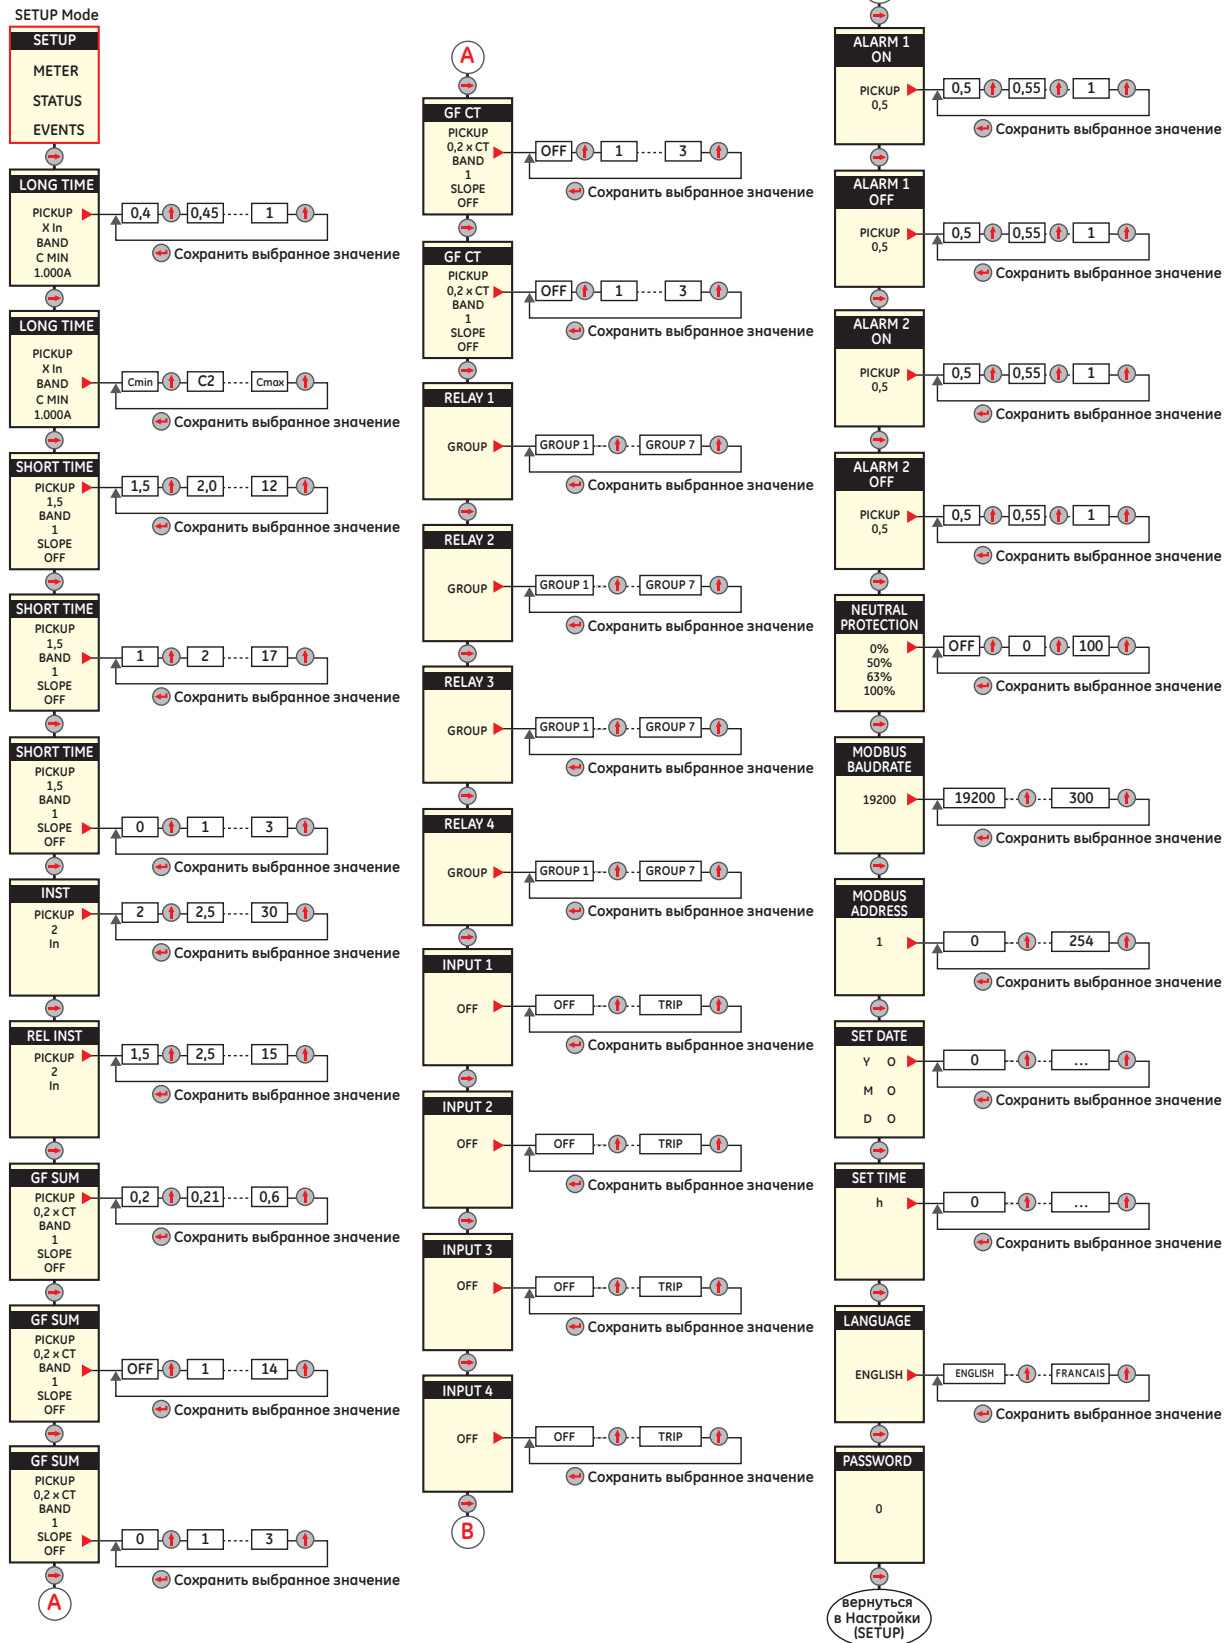 SETUP Mode
SETUP
METER
STATUS
EVENTS
LONG TIME
PICKUP
X In
BAND
C MIN
1.000A
0,4 0,45 1
Сохранить выбранное значение
LONG TIME
PICKUP
X In
BAND
C MIN
1.000A
Cmin C2 Cmax
Сохранить выбранное значение
SHORT TIME
PICKUP
1,5
BAND
1
SLOPE
OFF
1,5 2,0 12
Сохранить выбранное значение
SHORT TIME
PICKUP
1,5
BAND
1
SLOPE
OFF
1 2 17
Сохранить выбранное значение
SHORT TIME
PICKUP
1,5
BAND
1
SLOPE
OFF
0 1 3
Сохранить выбранное значение
INST
PICKUP
2
In
2 2,5 30
Сохранить выбранное значение
REL INST
PICKUP
2
In
1,5 2,5 15
Сохранить выбранное значение
GF SUM
PICKUP
0,2 x CT
BAND
1
SLOPE
OFF
0,2 0,21 0,6
Сохранить выбранное значение
GF SUM
PICKUP
0,2 x CT
BAND
1
SLOPE
OFF
OFF 1 14
Сохранить выбранное значение
GF SUM
PICKUP
0,2 x CT
BAND
1
SLOPE
OFF
0 1 3
Сохранить выбранное значение
A
A
GF CT
PICKUP
0,2 x CT
BAND
1
SLOPE
OFF
OFF 1 3
Сохранить выбранное значение
GF CT
PICKUP
0,2 x CT
BAND
1
SLOPE
OFF
OFF 1 3
Сохранить выбранное значение
RELAY 1
GROUP
GROUP 1 GROUP 7
Сохранить выбранное значение
RELAY 2
GROUP
GROUP 1 GROUP 7
Сохранить выбранное значение
RELAY 3
GROUP
GROUP 1 GROUP 7
Сохранить выбранное значение
RELAY 4
GROUP
GROUP 1 GROUP 7
Сохранить выбранное значение
INPUT 1
OFF
OFF TRIP
Сохранить выбранное значение
INPUT 2
OFF
OFF TRIP
Сохранить выбранное значение
INPUT 3
OFF
OFF TRIP
Сохранить выбранное значение
INPUT 4
OFF
OFF TRIP
Сохранить выбранное значение
B
ALARM 1
ON
PICKUP
0,5
0,5 0,55 1
Сохранить выбранное значение
ALARM 1
OFF
PICKUP
0,5
0,5 0,55 1
Сохранить выбранное значение
ALARM 2
ON
PICKUP
0,5
0,5 0,55 1
Сохранить выбранное значение
ALARM 2
OFF
PICKUP
0,5
0,5 0,55 1
Сохранить выбранное значение
NEUTRAL
PROTECTION
0%
50%
63%
100%
OFF 0 100
Сохранить выбранное значение
MODBUS
BAUDRATE
19200
19200 300
Сохранить выбранное значение
MODBUS
ADDRESS
1
0 254
Сохранить выбранное значение
SET DATE
Y O
M O
D O
0 ...
Сохранить выбранное значение
SET TIME
h
0 ...
Сохранить выбранное значение
LANGUAGE
ENGLISH
ENGLISH FRANCAIS
Сохранить выбранное значение
PASSWORD
0
вернуться
в Настройки
(SETUP)